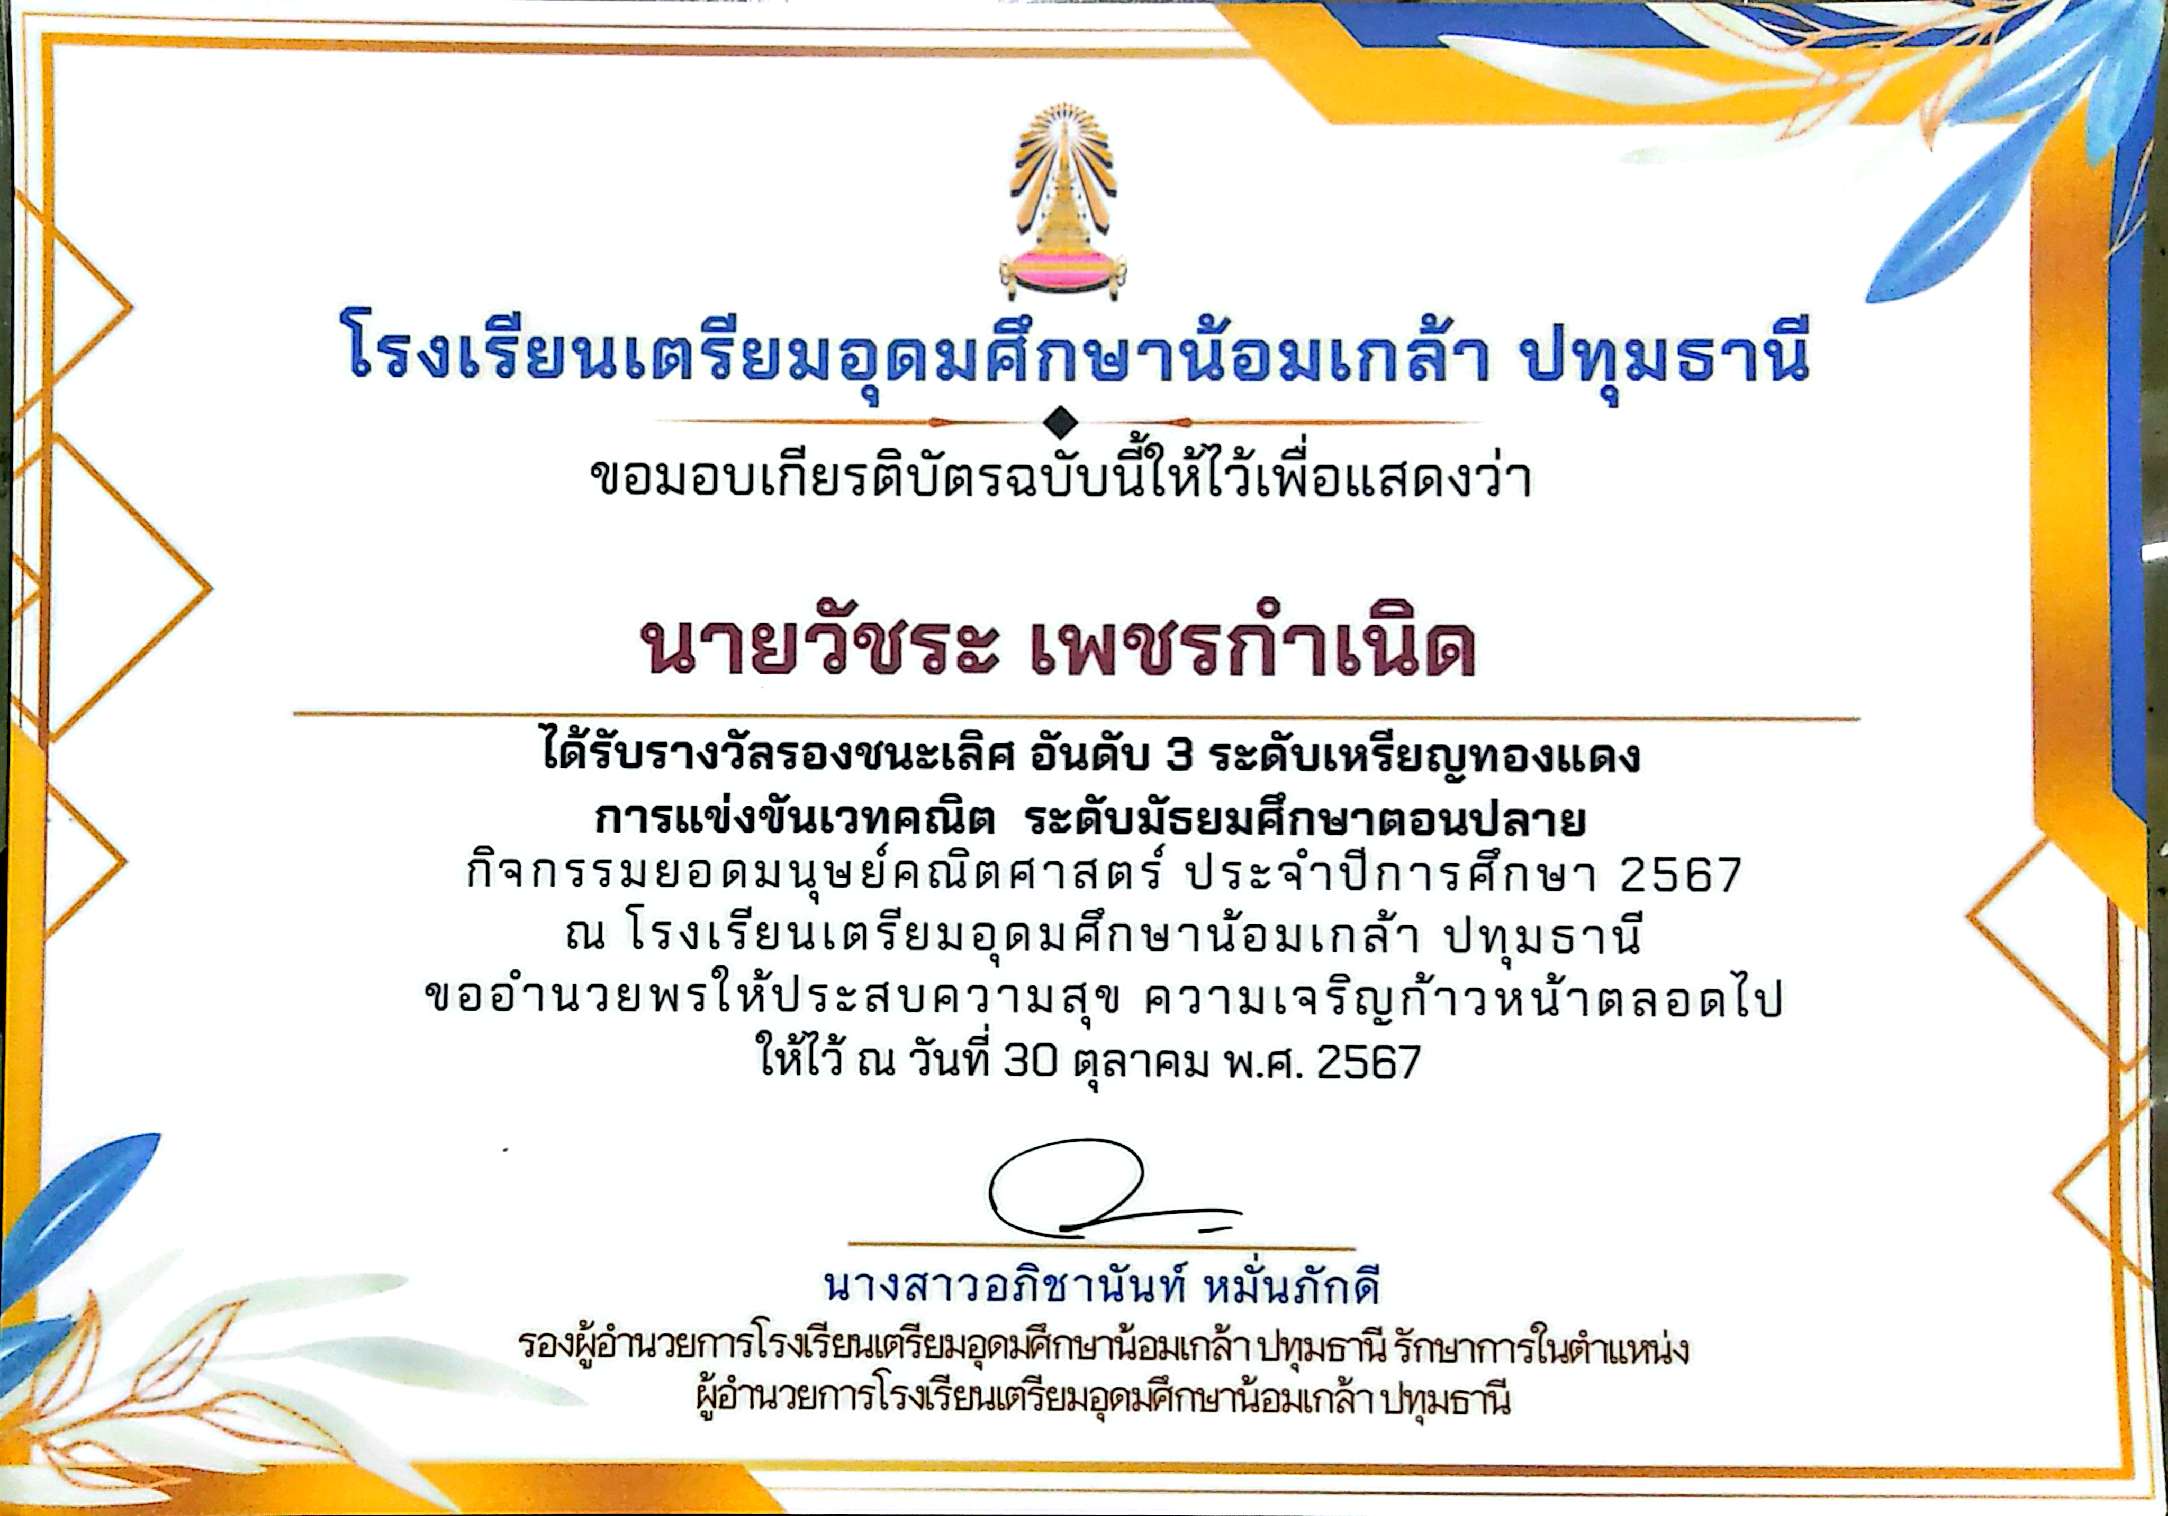 โรงเรียนเตรียมอุดมศึกษาน้อมเกล้า ปทุมธานี
ขอมอบเกียรติบัตรฉบับนี้ให้ไว้เพื่อแสดงว่า
นายวัชระ เพชรกำเนิด
ได้รับรางวัลรองชนะเลิศ อันดับ 3 ระดับเหรียญทองแดง
การแข่งขันเวทคณิต ระดับมัธยมศึกษาตอนปลาย
กิจกรรมยอดมนุษย์คณิตศาสตร์ ประจำปีการศึกษา 2567
ณ โรงเรียนเตรียมอุดมศึกษาน้อมเกล้า ปทุมธานี
ขออำนวยพรให้ประสบความสุข ความเจริญก้าวหน้าตลอดไป
ให้ไว้ ณ วันที่ 30 ตุลาคม พ.ศ. 2567
นางสาวอภิชานันท์ หมั่นภักดี
รองผู้อำนวยการโรงเรียนเตรียมอุดมศึกษาน้อมเกล้า ปทุมธานี รักษาการในตำแหน่ง
ผู้อำนวยการโรงเรียนเตรียมอุดมศึกษาน้อมเกล้า ปทุมธานี